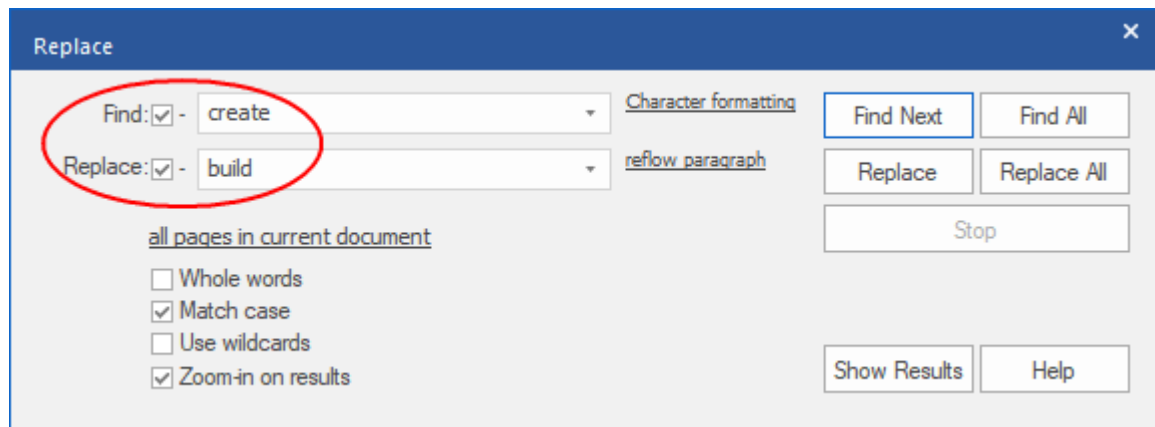 Replace
Find: - create Character formatting Find Next Find All
Replace: - build reflow paragraph Replace Replace All
all pages in current document Stop
Whole words
Match case
Use wildcards
Zoom-in on results Show Results Help